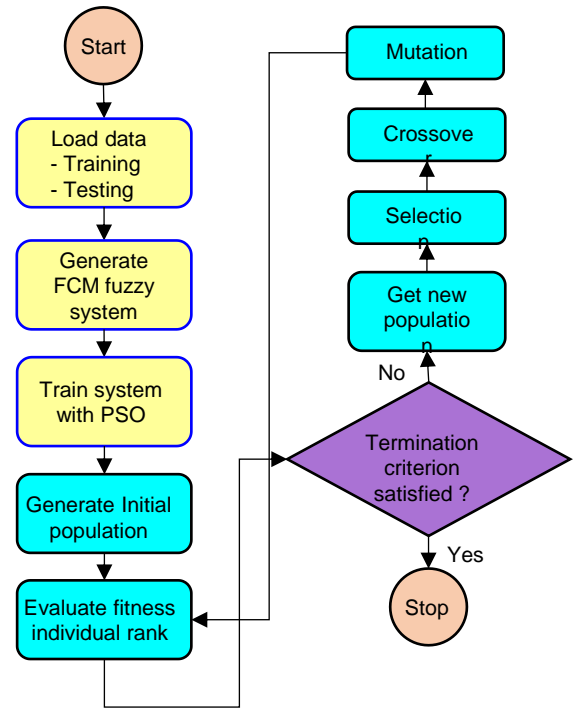 Start
Load data
- Training
- Testing
Generate
FCM fuzzy
system
Train system
with PSO
Generate Initial
population
Evaluate fitness
individual rank
Mutation
Crossove
r
Selectio
n
Get new
populatio
n
No
Termination
criterion
satisfied ?
Yes
Stop